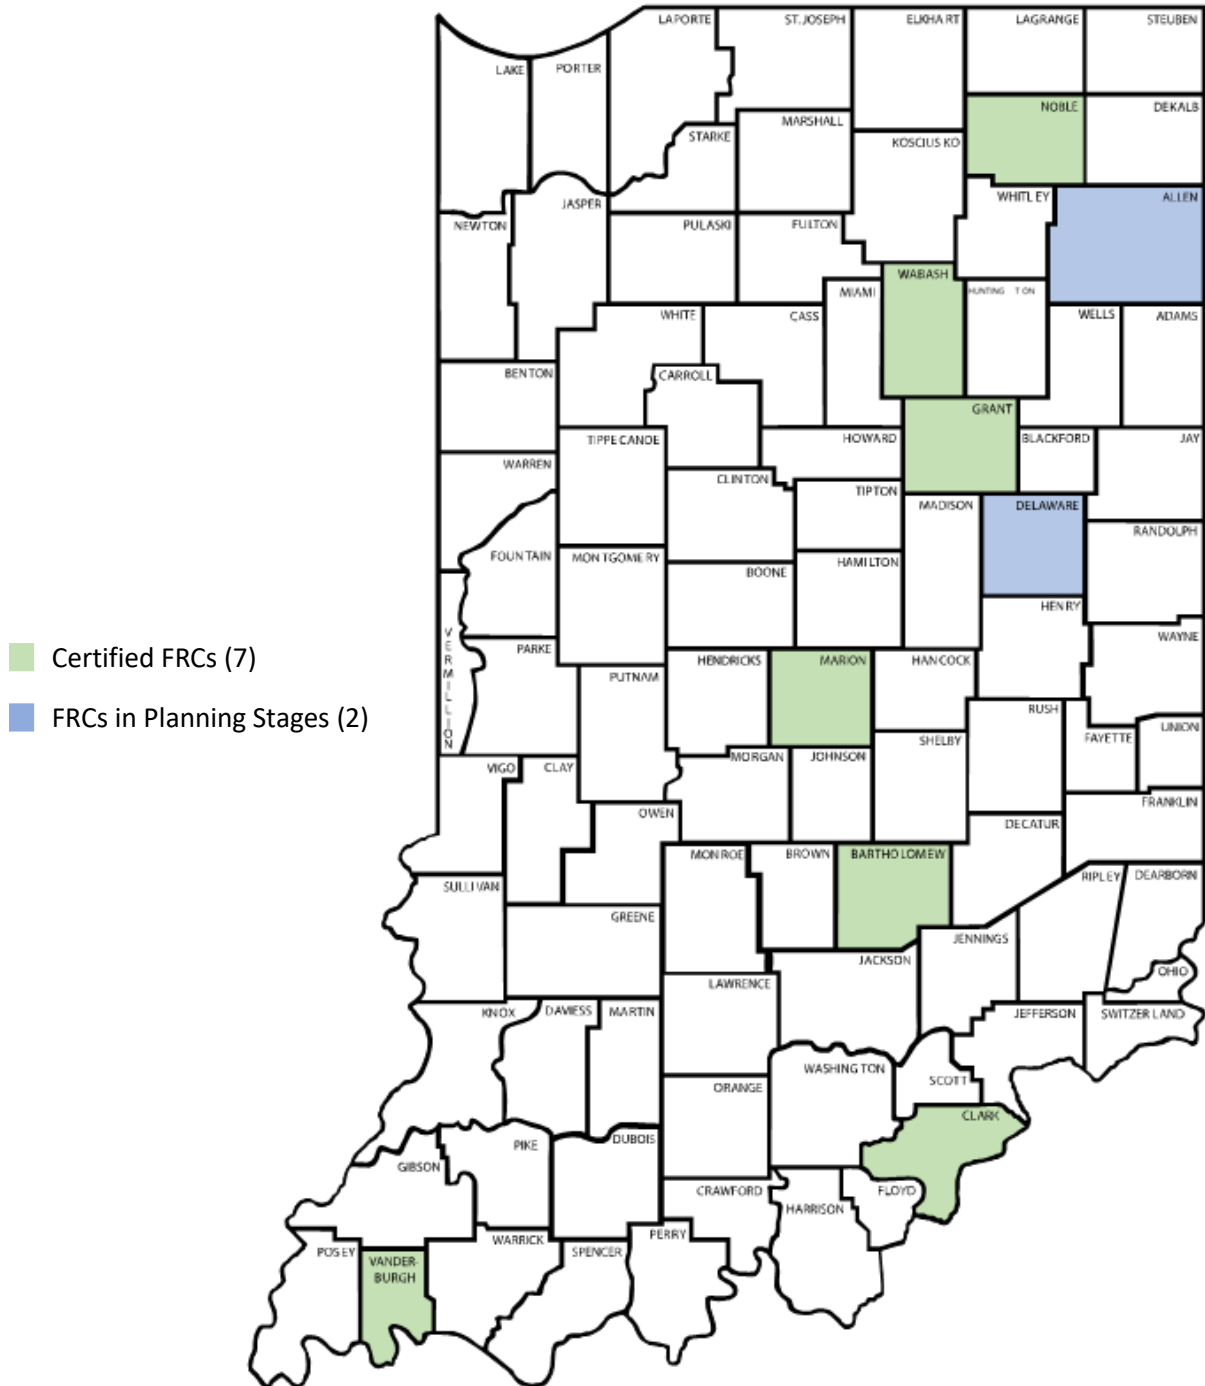 LAPORTE
ST. JOSEPH
ELKHART
LAGRANGE
STEUBEN
LAKE
PORTER
NOBLE
DEKALB
STARKE
MARSHALL
KOSCIUSKO
WHITLEY
ALLEN
JASPER
NEWTON
PULASKI
FULTON
WABASH
MIAMI
HUNTINGTON
WHITE
CASS
WELLS
ADAMS
BENTON
CARROLL
GRANT
TIPPECANOE
HOWARD
BLACKFORD
JAY
WARREN
CLINTON
TIPTON
MADISON
DELAWARE
RANDOLPH
FOUNTAIN
MONTGOMERY
BOONE
HAMILTON
HENRY
VERMILLION
WAYNE
Certified FRCs (7)
PARKE
PUTNAM
HENDRICKS
MARION
HANCOCK
FRCs in Planning Stages (2)
RUSH
FAYETTE
UNION
VIGO
CLAY
MORGAN
JOHNSON
SHELBY
FRANKLIN
OWEN
DECATUR
MONROE
BROWN
BARTHOLOMEW
RIPLEY
DEARBORN
SULLIVAN
GREENE
JENNINGS
JACKSON
OHIO
LAWRENCE
KNOX
DAVIESS
MARTIN
JEFFERSON
SWITZERLAND
WASHINGTON
SCOTT
ORANGE
CLARK
PIKE
DUBOIS
GIBSON
CRAWFORD
FLOYD
HARRISON
POSEY
VANDER-
BURGH
WARRICK
SPENCER
PERRY